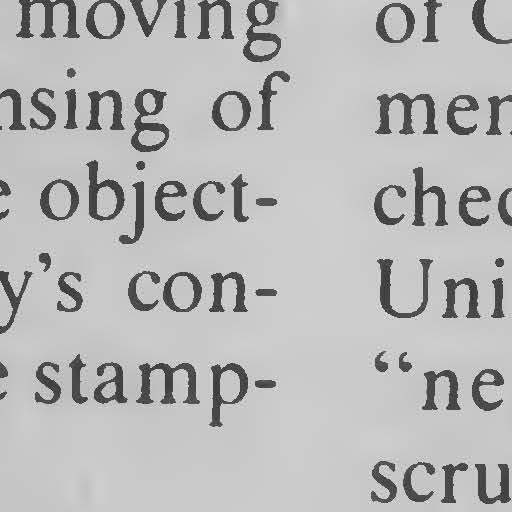 moving
nsing of
e object-
y's con-
e stamp-
of C
men
chec
Uni
“ne
scru